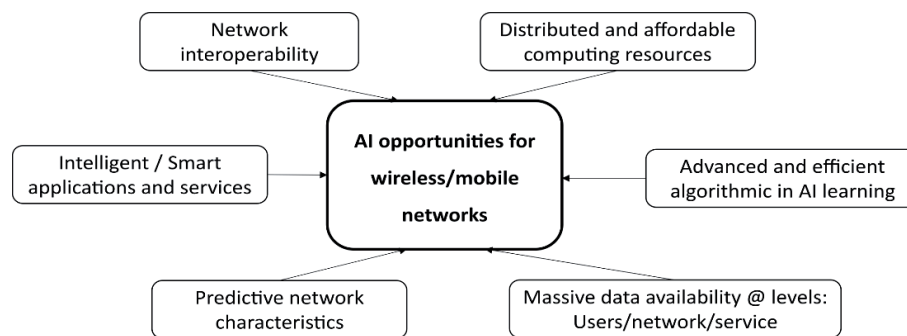 Network
interoperability
Distributed and affordable
computing resources
AI opportunities for
wireless/mobile
networks
Intelligent / Smart
applications and services
Advanced and efficient
algorithmic in AI learning
Predictive network
characteristics
Massive data availability @ levels:
Users/network/service